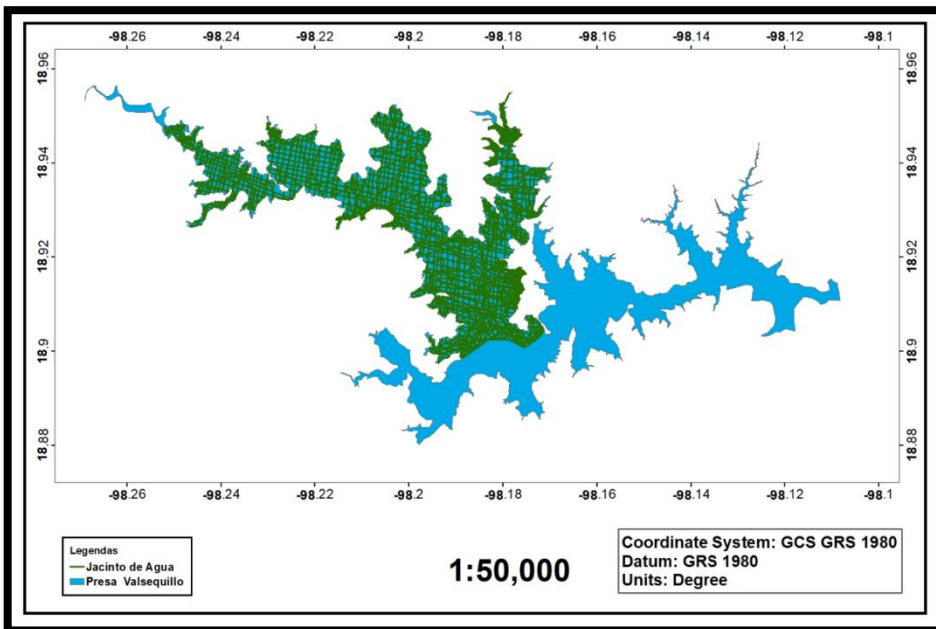 -98.26 -98.24 -98.22 -98.2 -98.18 -98.16 -98.14 -98.12 -98.1
18.96
18.96
18.94
18.94
18.92
18.92
18.9
18.9
18.88
18.88
-98.26 -98.24 -98.22 -98.2 -98.18 -98.16 -98.14 -98.12 -98.1
Legendas
Jacinto de Agua
Presa Valsequillo
1:50,000
Coordinate System: GCS GRS 1980
Datum: GRS 1980
Units: Degree